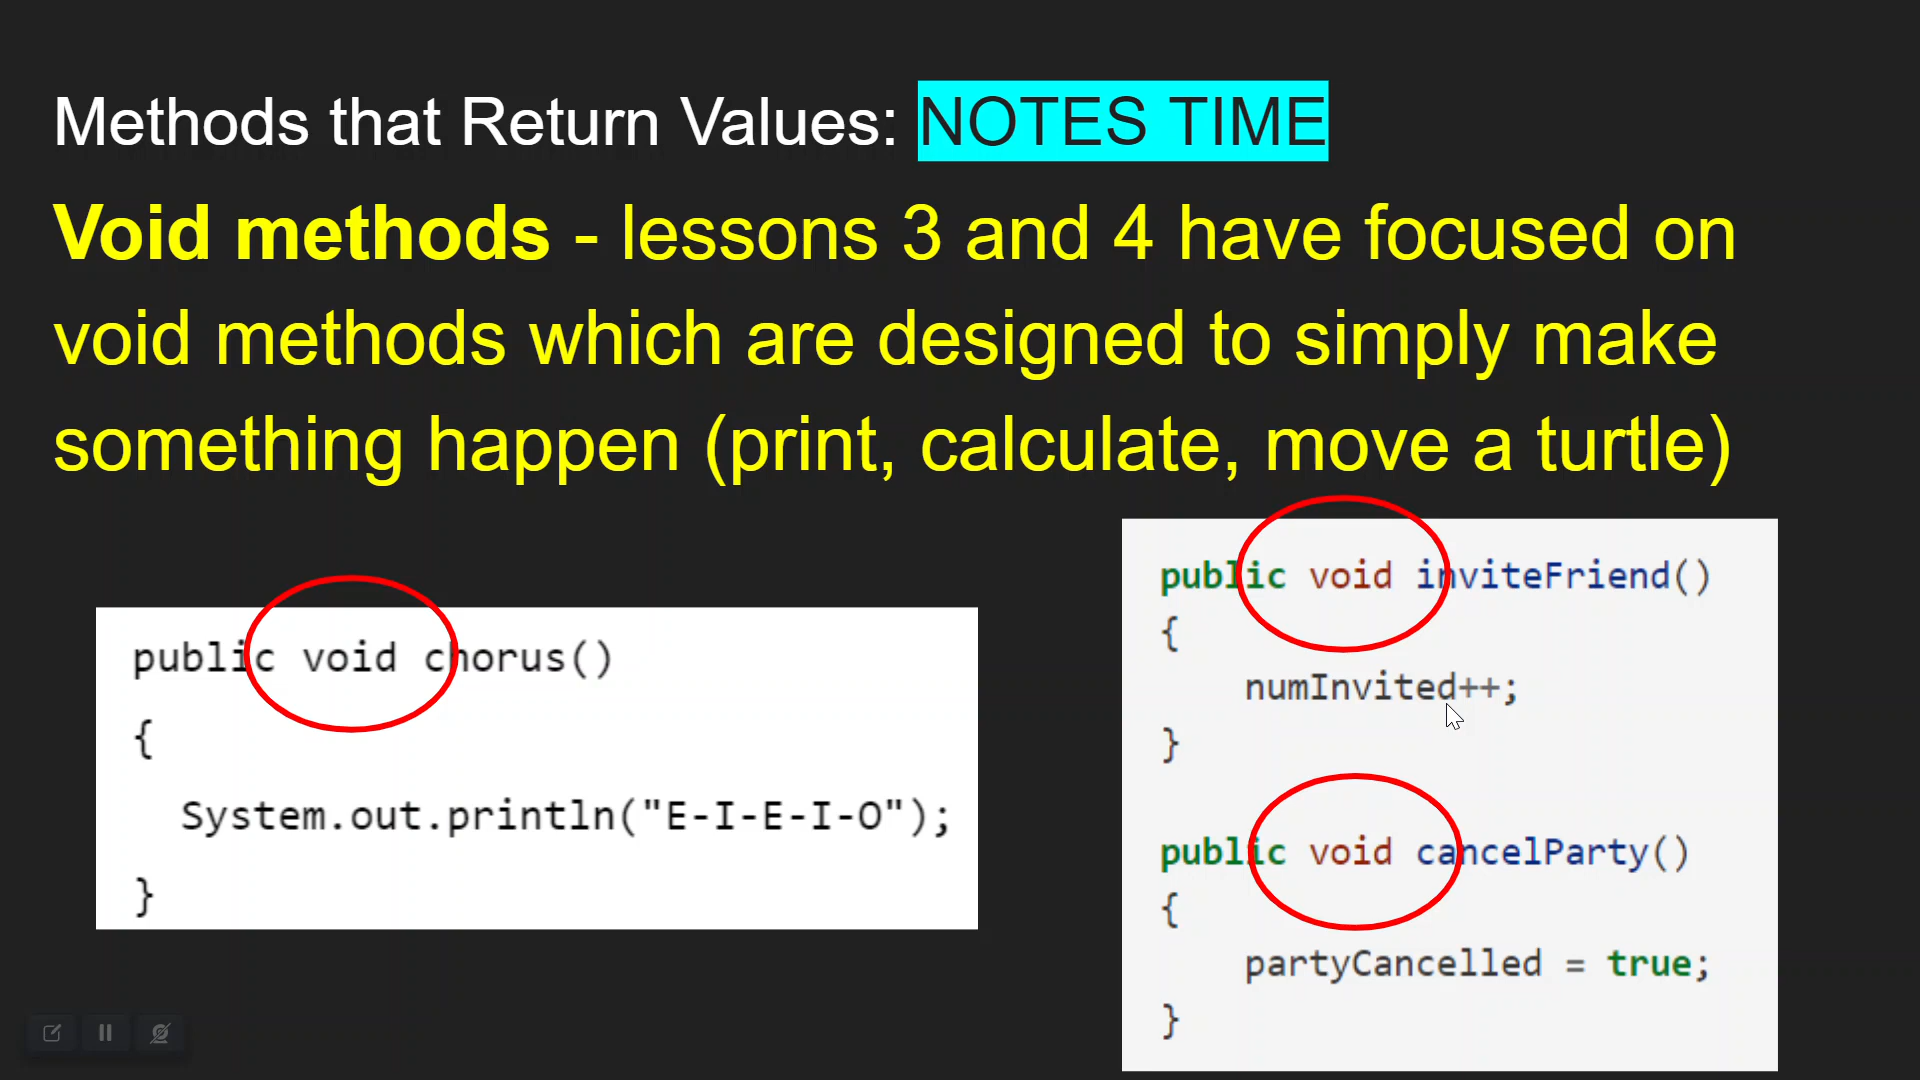 Methods that Return Values: NOTES TIME
Void methods - lessons 3 and 4 have focused on
void methods which are designed to simply make
something happen (print, calculate, move a turtle)
public void chorus()
{
System.out.println("E-I-E-I-O");
}
public void inviteFriend()
{
numInvited++;
}
public void cancelParty()
{
partyCancelled = true;
}